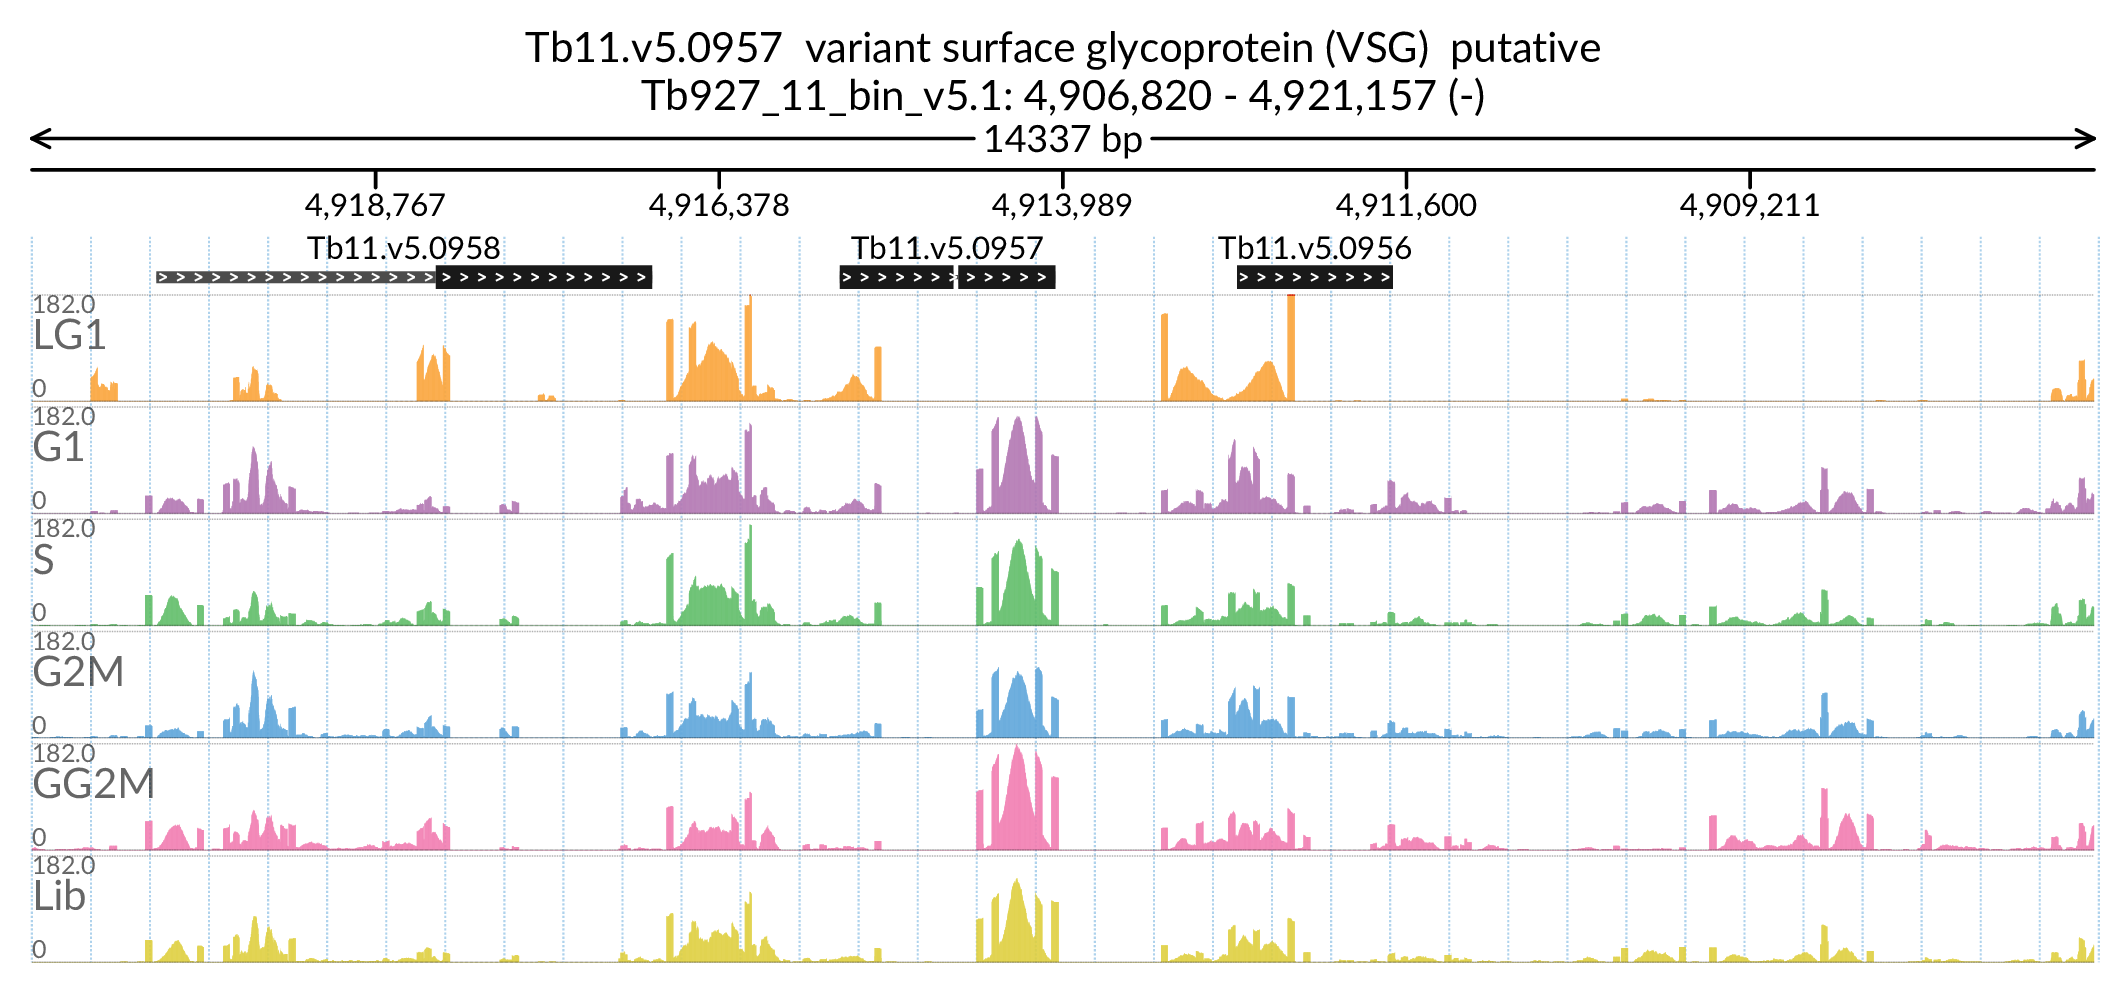 Tb11.v5.0957  variant surface glycoprotein (VSG)  putative
Tb927_11_bin_v5.1: 4,906,820 - 4,921,157 (-)
14337 bp
4,918,767 4,916,378 4,913,989 4,911,600 4,909,211
Tb11.v5.0958 Tb11.v5.0957 Tb11.v5.0956
182.0
LG1
0
182.0
G1
0
182.0
S
0
182.0
G2M
0
182.0
GG2M
0
182.0
Lib
0